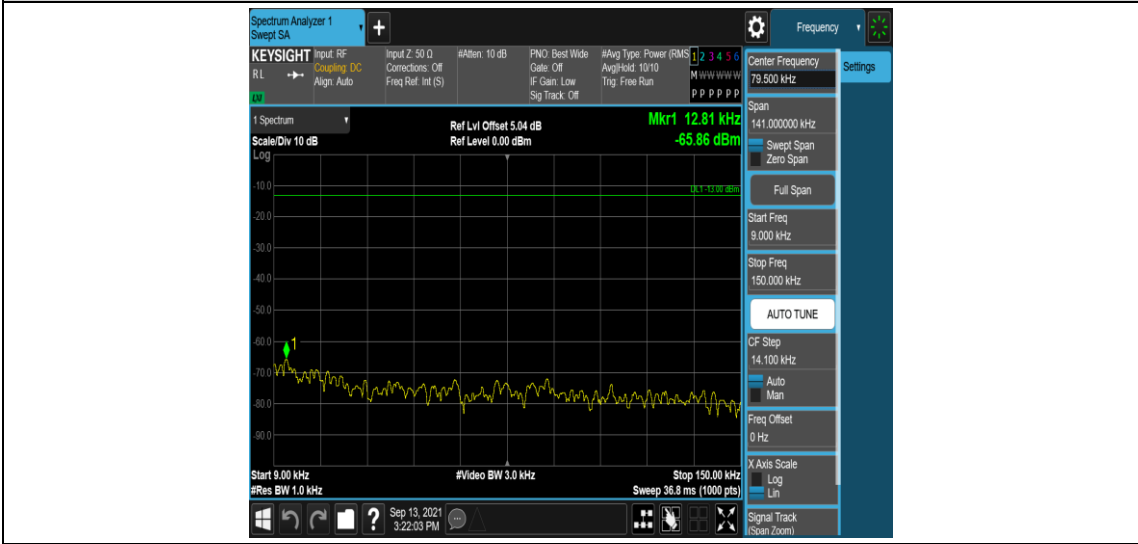 Spectrum Analyzer 1
Swept SA
+
Frequency
KEYSIGHT
RL
LM
Input: RF
Coupling: DC
Align: Auto
Input Z: 50 Ω
Corrections: Off
Freq Ref: Int (S)
#Atten: 10 dB
PNO: Best Wide
Gate: Off
IF Gain: Low
Sig Track: Off
#Avg Type: Power (RMS
Avg|Hold: 10/10
Trig: Free Run
1 2 3 4 5 6
M W W W W W
P P P P P P
1 Spectrum
Scale/Div 10 dB
Ref Lvl Offset 5.04 dB
Ref Level 0.00 dBm
Mkr1 12.81 kHz
-65.86 dBm
Log
-10.0
DL1 -13.00 dBm
-20.0
-30.0
-40.0
-50.0
-60.0
1
-70.0
-80.0
-90.0
Start 9.00 kHz
#Res BW 1.0 kHz
#Video BW 3.0 kHz
Stop 150.00 kHz
Sweep 36.8 ms (1000 pts)
Sep 13, 2021
3:22:03 PM
?
Center Frequency
79.500 kHz
Settings
Span
141.000000 kHz
Swept Span
Zero Span
Full Span
Start Freq
9.000 kHz
Stop Freq
150.000 kHz
AUTO TUNE
CF Step
14.100 kHz
Auto
Man
Freq Offset
0 Hz
X Axis Scale
Log
Lin
Signal Track
(Span Zoom)